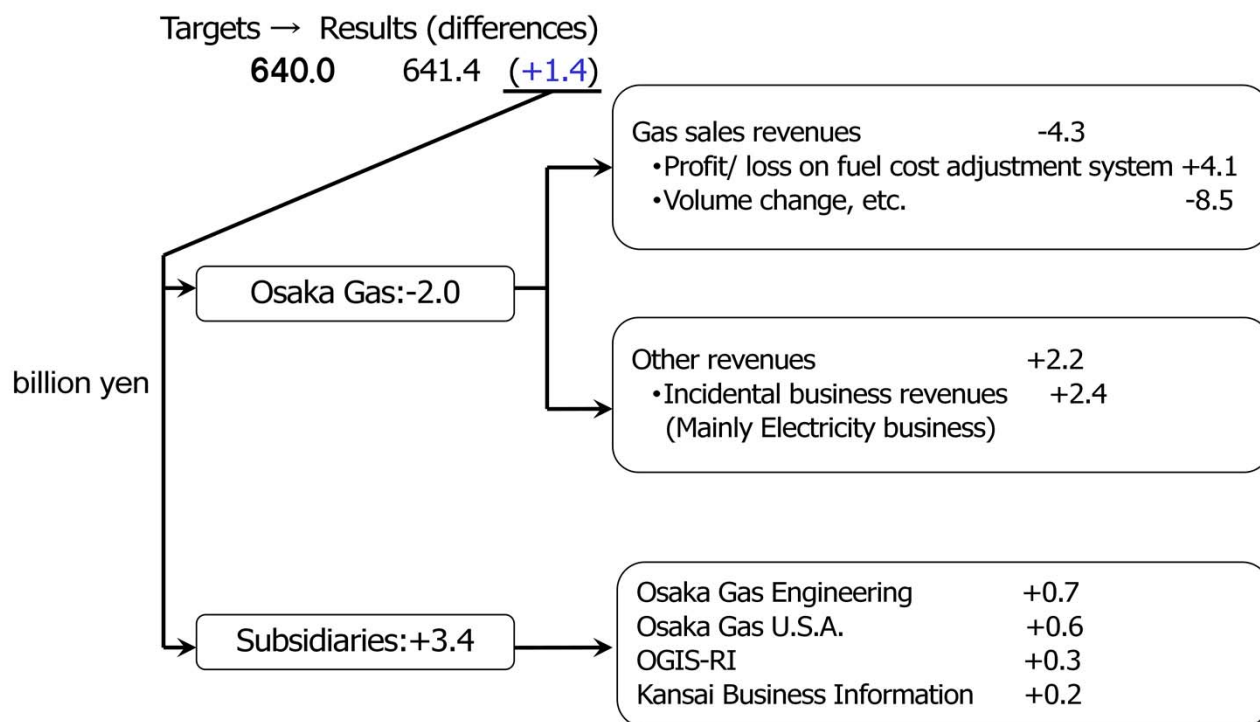 Targets → Results (differences)
640.0 641.4 (+1.4)
Gas sales revenues -4.3
•Profit/ loss on fuel cost adjustment system +4.1
•Volume change, etc. -8.5
Osaka Gas:-2.0
Other revenues +2.2
•Incidental business revenues +2.4
(Mainly Electricity business)
billion yen
Subsidiaries:+3.4
Osaka Gas Engineering +0.7
Osaka Gas U.S.A. +0.6
OGIS-RI +0.3
Kansai Business Information +0.2